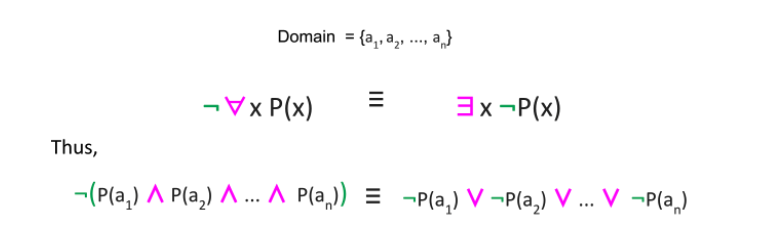 Domain = {a₁, a₂, ..., aₙ}
¬∀x P(x) ≡ ∃x ¬P(x)
Thus,
¬(P(a₁) ∧ P(a₂) ∧ ... ∧ P(aₙ)) ≡ ¬P(a₁) ∨ ¬P(a₂) ∨ ... ∨ ¬P(aₙ)